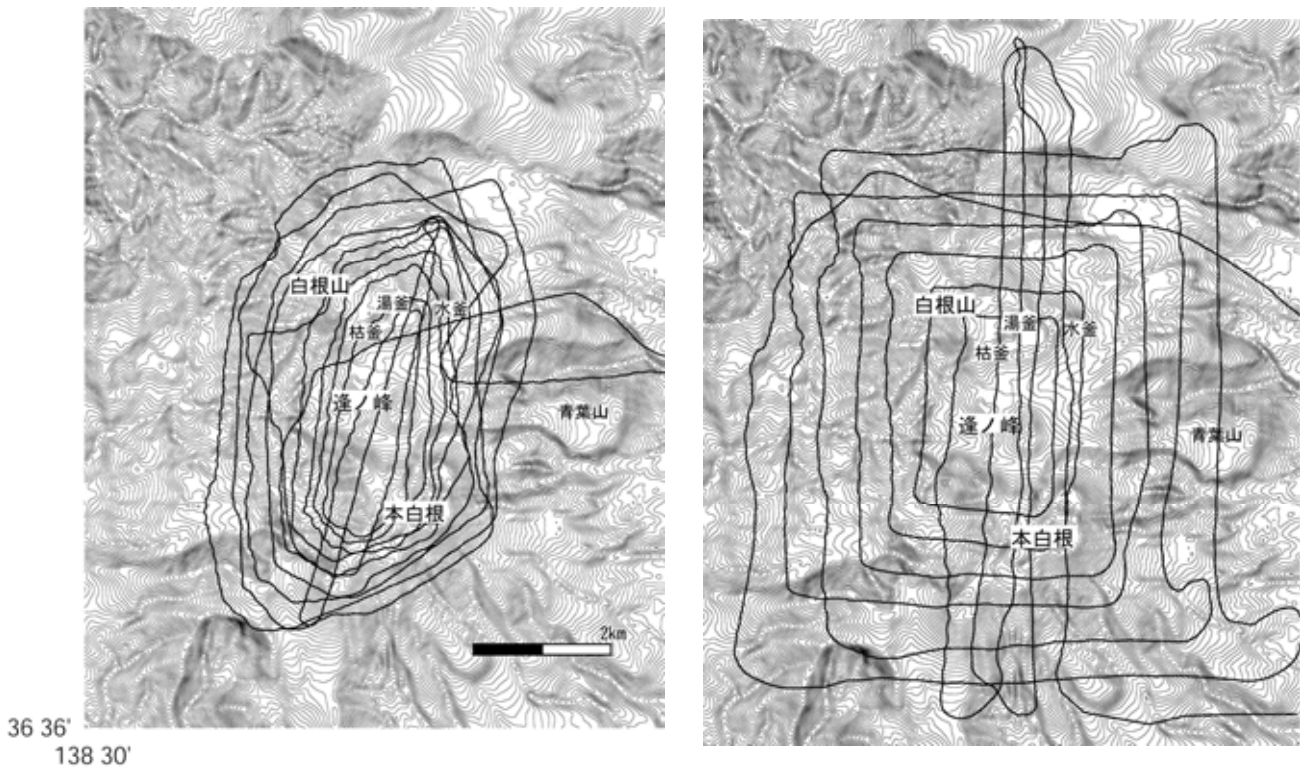 白根山
湯釜
水釜
枯釜
逢ノ峰
青葉山
本白根
2km
36 36'
138 30'
白根山
湯釜
水釜
枯釜
逢ノ峰
青葉山
本白根